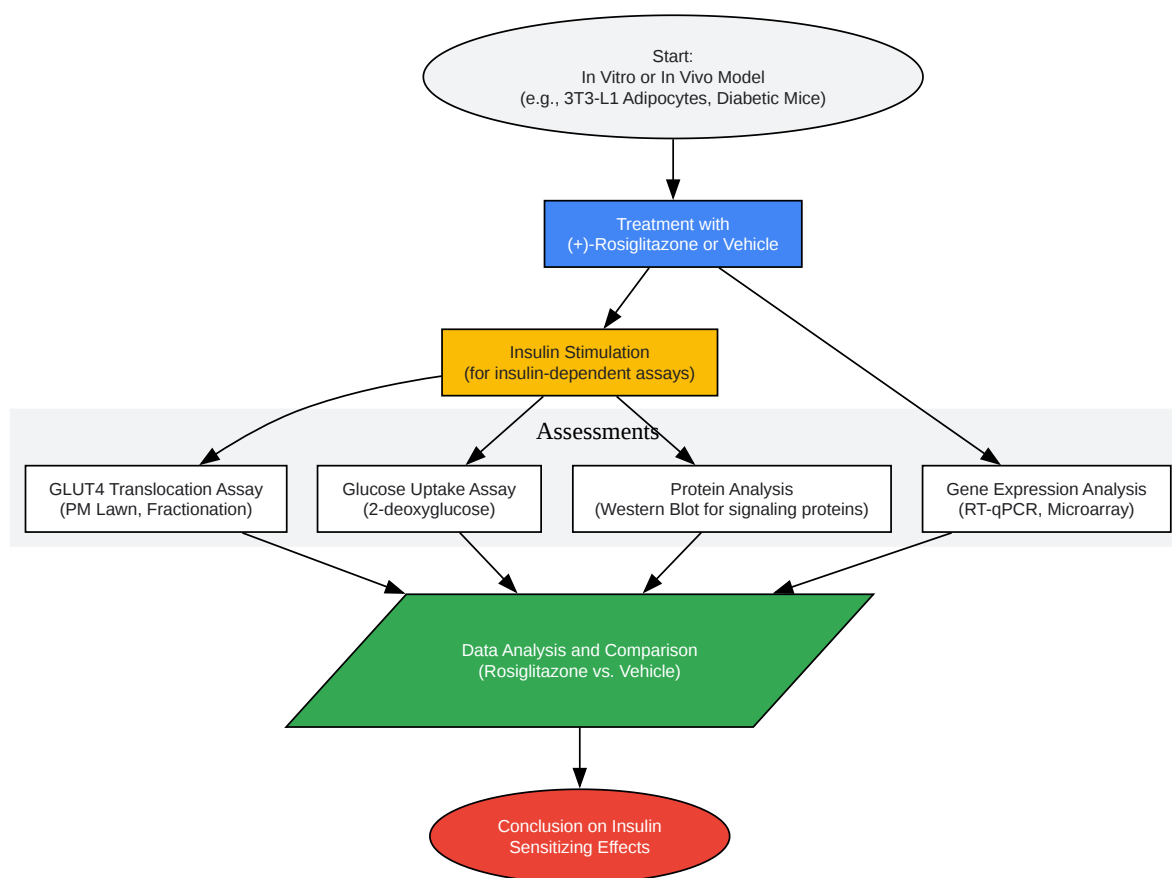 Start:
In Vitro or In Vivo Model
(e.g., 3T3-L1 Adipocytes, Diabetic Mice)
Treatment with
(+)-Rosiglitazone or Vehicle
Insulin Stimulation
(for insulin-dependent assays)
Assessments
GLUT4 Translocation Assay
(PM Lawn, Fractionation)
Glucose Uptake Assay
(2-deoxyglucose)
Protein Analysis
(Western Blot for signaling proteins)
Gene Expression Analysis
(RT-qPCR, Microarray)
Data Analysis and Comparison
(Rosiglitazone vs. Vehicle)
Conclusion on Insulin
Sensitizing Effects